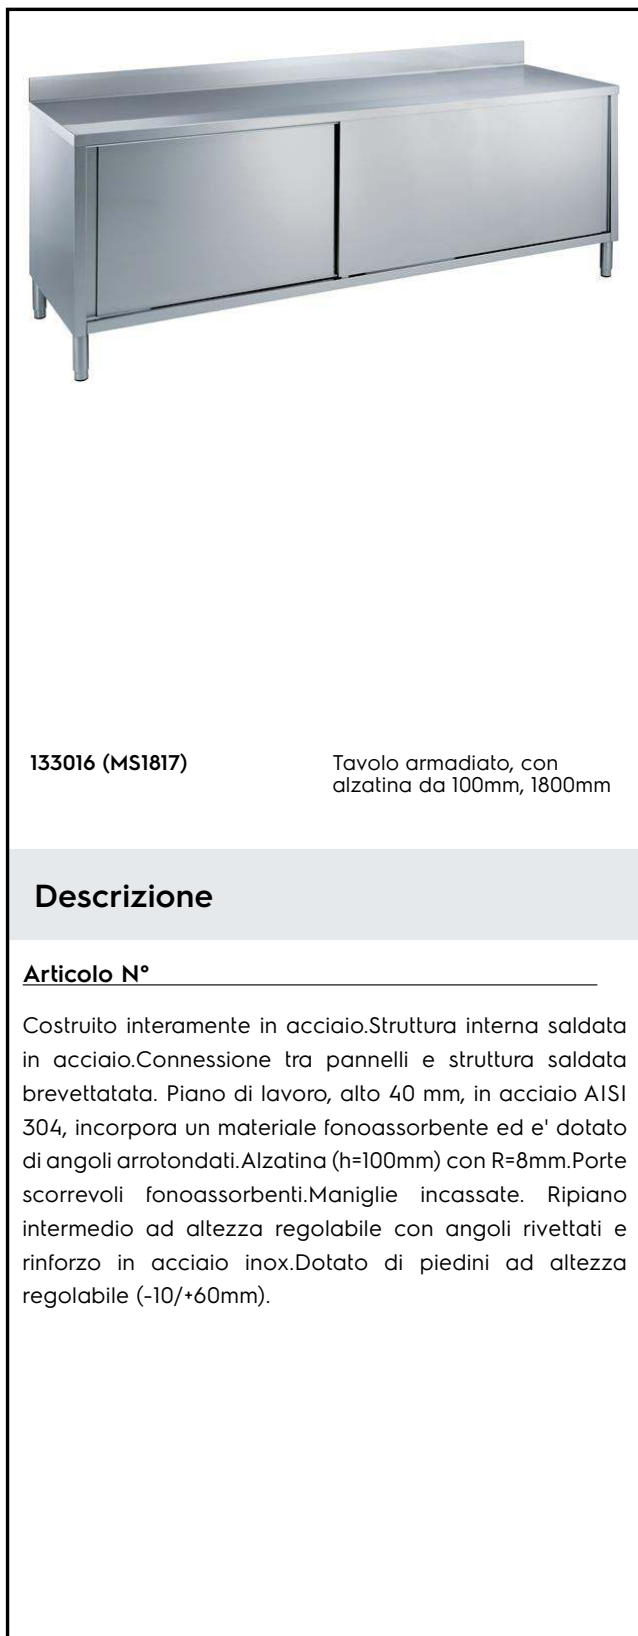 133016 (MS1817)
Tavolo armadiato, con
alzatina da 100mm, 1800mm
Descrizione
Articolo N°
Costruito interamente in acciaio.Struttura interna saldata
in acciaio.Connessione tra pannelli e struttura saldata
brevettatata. Piano di lavoro, alto 40 mm, in acciaio AISI
304, incorpora un materiale fonoassorbente ed e' dotato
di angoli arrotondati.Alzatina (h=100mm) con R=8mm.Porte
scorrevoli fonoassorbenti.Maniglie incassate. Ripiano
intermedio ad altezza regolabile con angoli rivettati e
rinforzo in acciaio inox.Dotato di piedini ad altezza
regolabile (-10/+60mm).